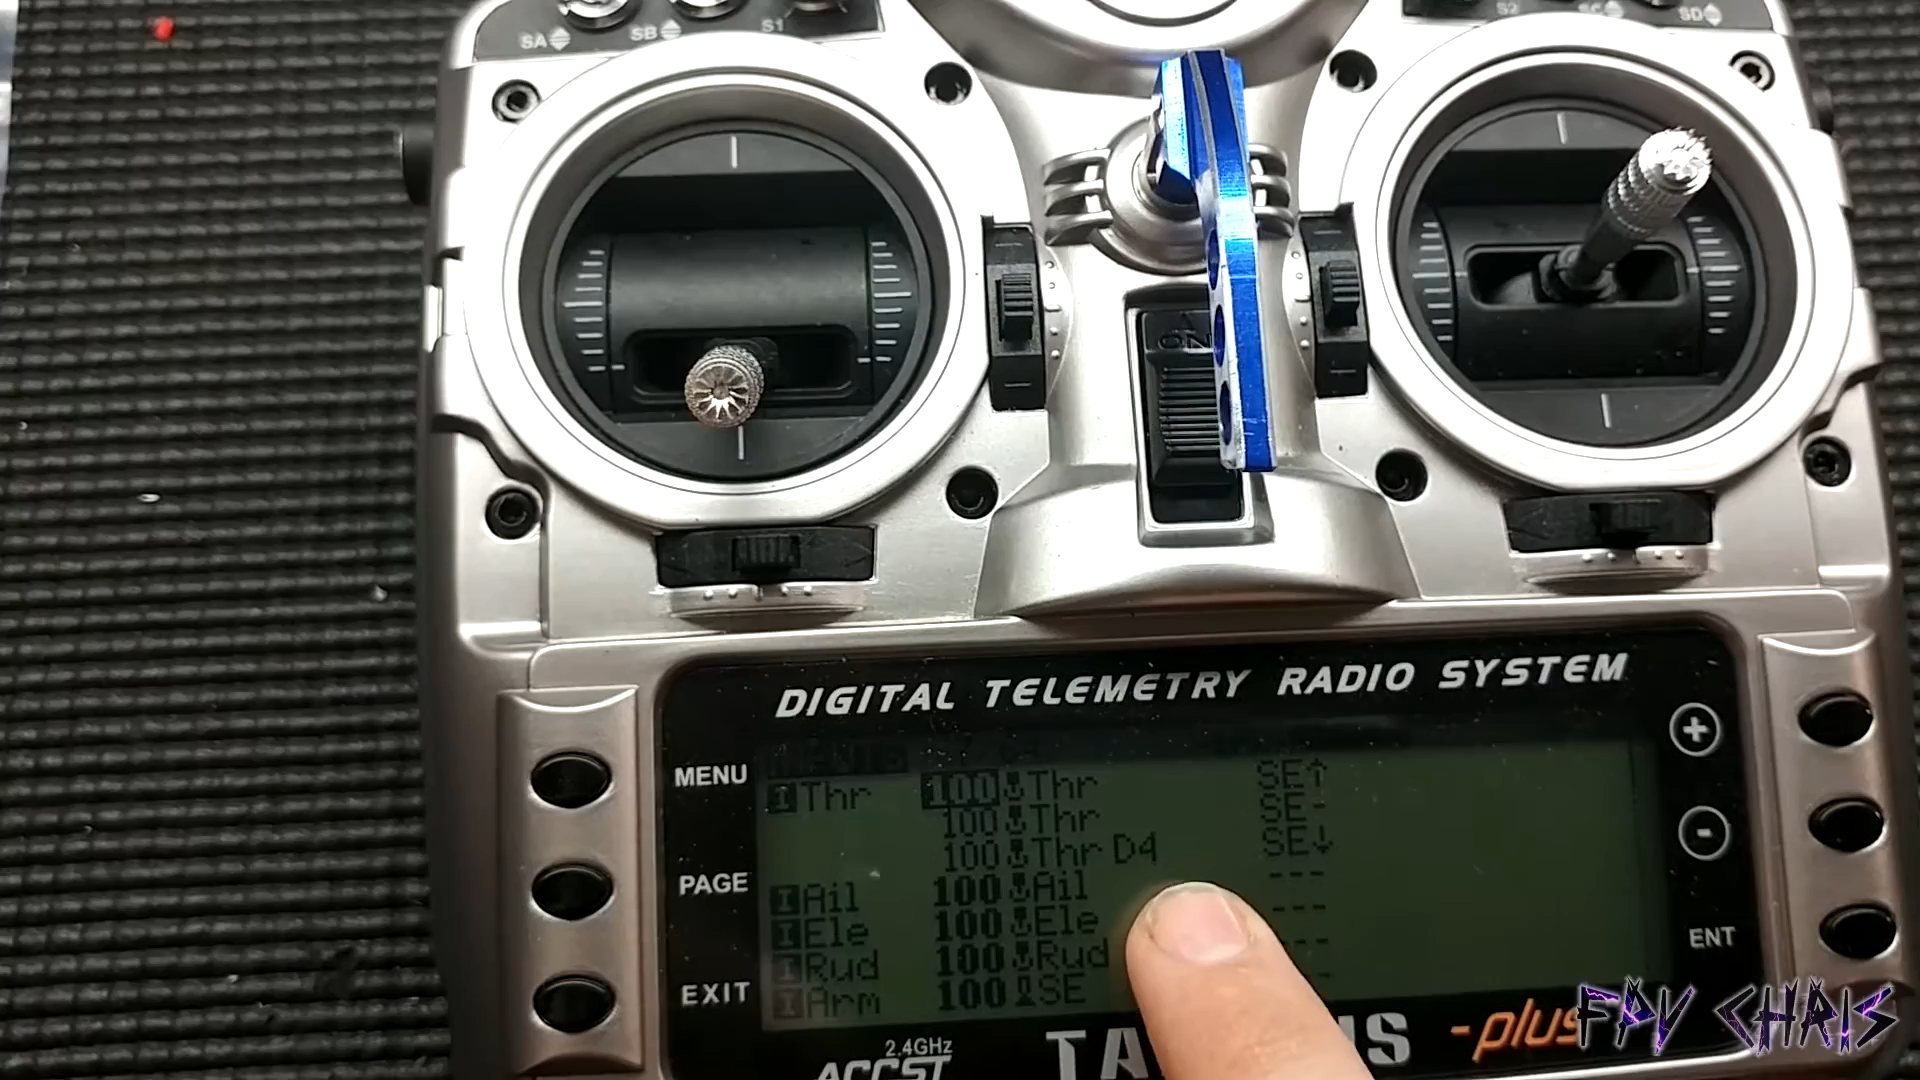 SA SB S1
S2 SC SD
ON
DIGITAL TELEMETRY RADIO SYSTEM
MENU
PAGE
EXIT
ENT
+
-
I Thr 100 Thr SE↑
100 Thr SE-
100 Thr D4 SE↓
I Ail 100 Ail ---
I Ele 100 Ele ---
I Rud 100 Rud ---
I Arm 100 SE
2.4GHz
ACCST
-plus
FPV CHRIS